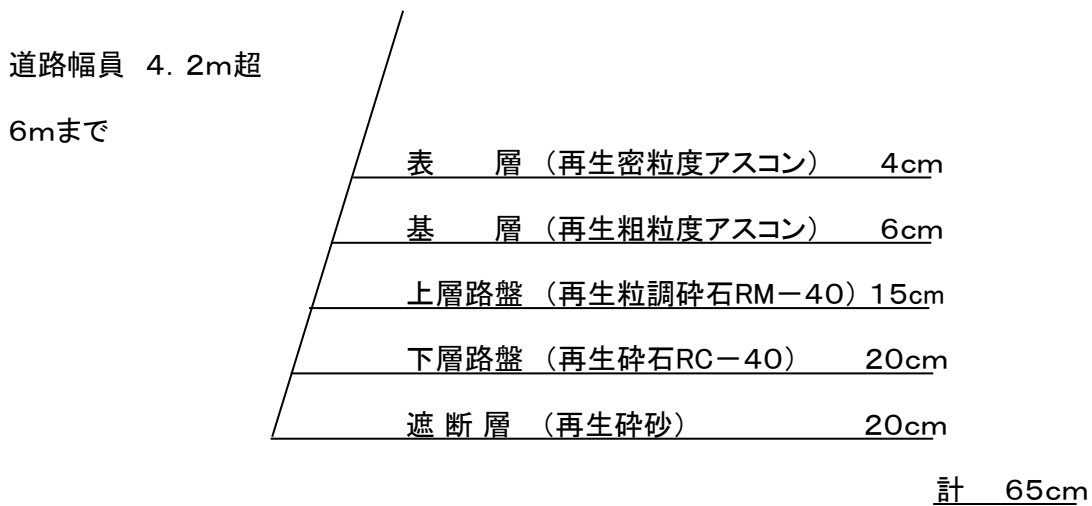 道路幅員　４．２ｍ超
６ｍまで
表　　層　（再生密粒度アスコン）　　４ｃｍ
基　　層　（再生粗粒度アスコン）　　６ｃｍ
上層路盤　（再生粒調砕石ＲＭ－４０）　１５ｃｍ
下層路盤　（再生砕石ＲＣ－４０）　　２０ｃｍ
遮 断 層　（再生砕砂）　　２０ｃｍ
計　６５ｃｍ